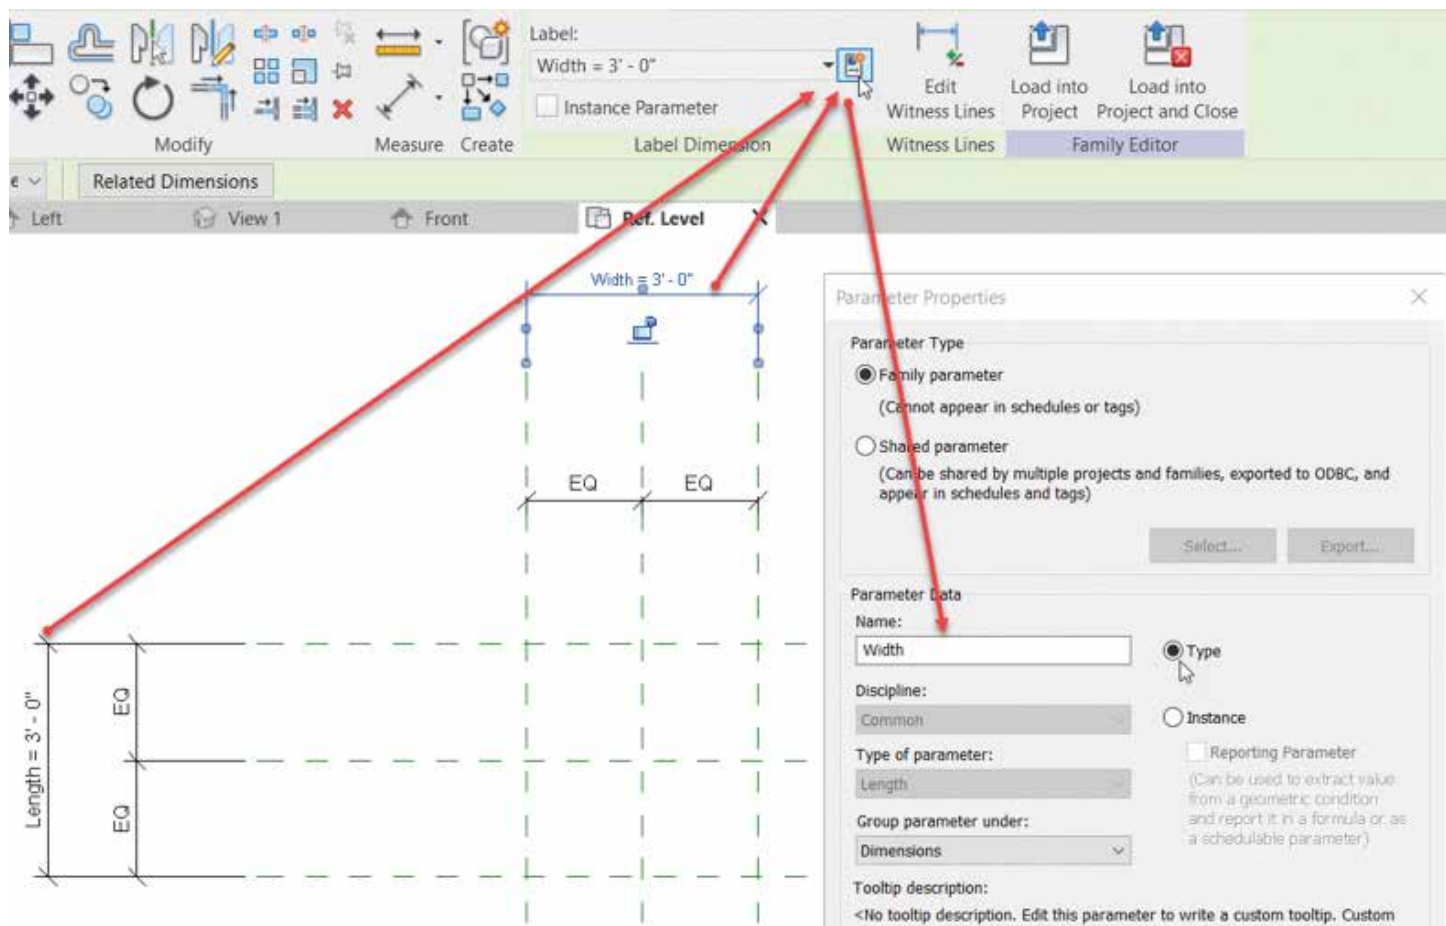 Label:
Width = 3' - 0"
Instance Parameter
Edit
Witness Lines
Load into
Project
Load into
Project and Close
Modify
Measure
Create
Label Dimension
Witness Lines
Family Editor
Related Dimensions
Left
View 1
Front
Ref. Level
Width = 3' - 0"
EQ
EQ
Length = 3' - 0"
EQ
EQ
Parameter Properties
Parameter Type
Family parameter
(Cannot appear in schedules or tags)
Shared parameter
(Can be shared by multiple projects and families, exported to ODBC, and
appear in schedules and tags)
Select...
Export...
Parameter Data
Name:
Width
Type
Discipline:
Common
Instance
Reporting Parameter
(Can be used to extract value
from a geometric condition
and report it in a formula or as
a schedulable parameter)
Type of parameter:
Length
Group parameter under:
Dimensions
Tooltip description:
<No tooltip description. Edit this parameter to write a custom tooltip. Custom